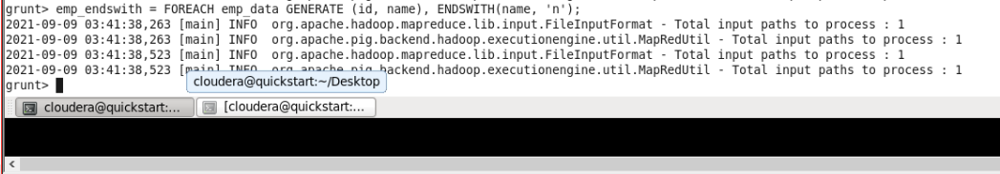 grunt> emp_endswith = FOREACH emp_data GENERATE (id, name), ENDSWITH(name, 'n');
2021-09-09 03:41:38,263 [main] INFO  org.apache.hadoop.mapreduce.lib.input.FileInputFormat - Total input paths to process : 1
2021-09-09 03:41:38,263 [main] INFO  org.apache.pig.backend.hadoop.executionengine.util.MapRedUtil - Total input paths to process : 1
2021-09-09 03:41:38,523 [main] INFO  org.apache.hadoop.mapreduce.lib.input.FileInputFormat - Total input paths to process : 1
2021-09-09 03:41:38,523 [main] INFO  org.apache.pig.backend.hadoop.executionengine.util.MapRedUtil - Total input paths to process : 1
cloudera@quickstart:~/Desktop
grunt>
cloudera@quickstart:... [cloudera@quickstart:...